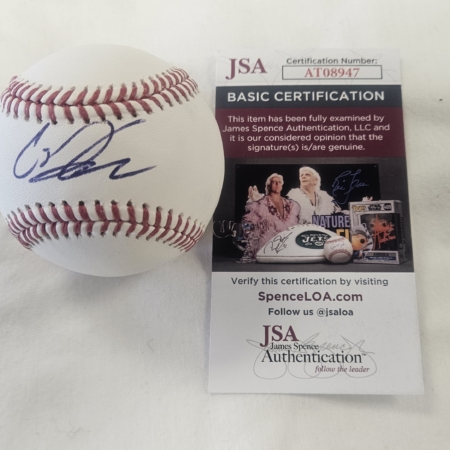 JSA
Certification Number:
AT08947
BASIC CERTIFICATION
This item has been fully examined by
James Spence Authentication, LLC and
it is our considered opinion that the
signature(s) is/are genuine.
NATURE
JETS
Verify this certification by visiting
SpenceLOA.com
Follow us @jsaloa
JSA
James Spence
Authentication
follow the leader